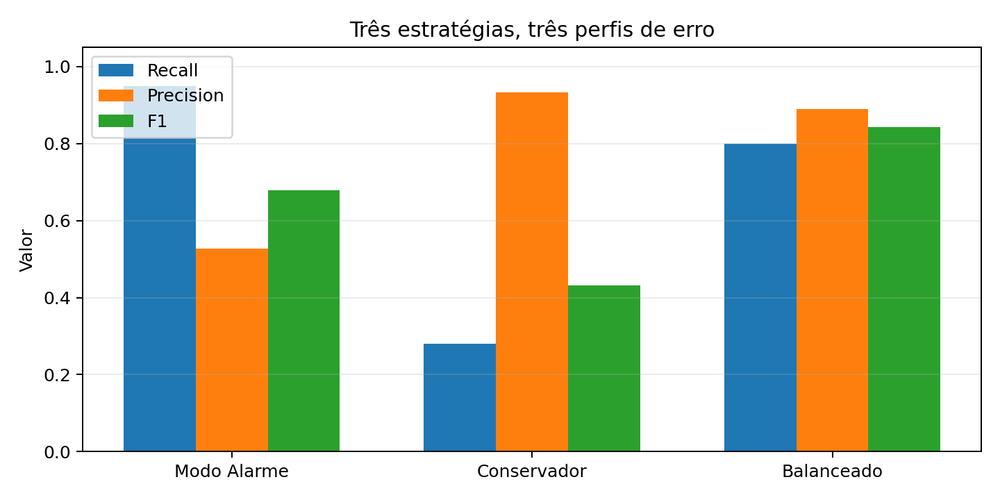 Três estratégias, três perfis de erro
Recall
Precision
F1
Valor
1.0
0.8
0.6
0.4
0.2
0.0
Modo Alarme
Conservador
Balanceado